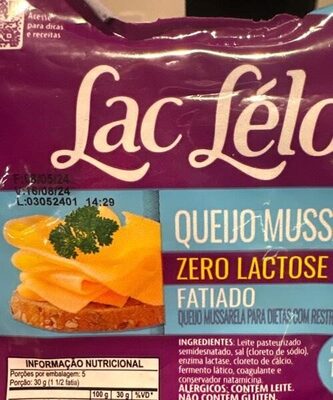 Acesse
para dicas
e receitas
Lac Lélo
V:16/08/24
L:03052401 14:29
QUEIJO MUSS
ZERO LACTOSE
FATIADO
QUEIJO MUSSARELA PARA DIETAS COM RESTR
INGREDIENTES: Leite pasteurizado
semidesnatado, sal (cloreto de sódio),
enzima lactase, cloreto de cálcio,
fermento lático, coagulante e
conservador natamicina.
ALÉRGICOS: CONTÉM LEITE.
NÃO CONTÉM GLÚTEN.
INFORMAÇÃO NUTRICIONAL
Porções por embalagem: 5
Porção: 30 g (1 1/2 fatia)
100 g 30 g %VD*